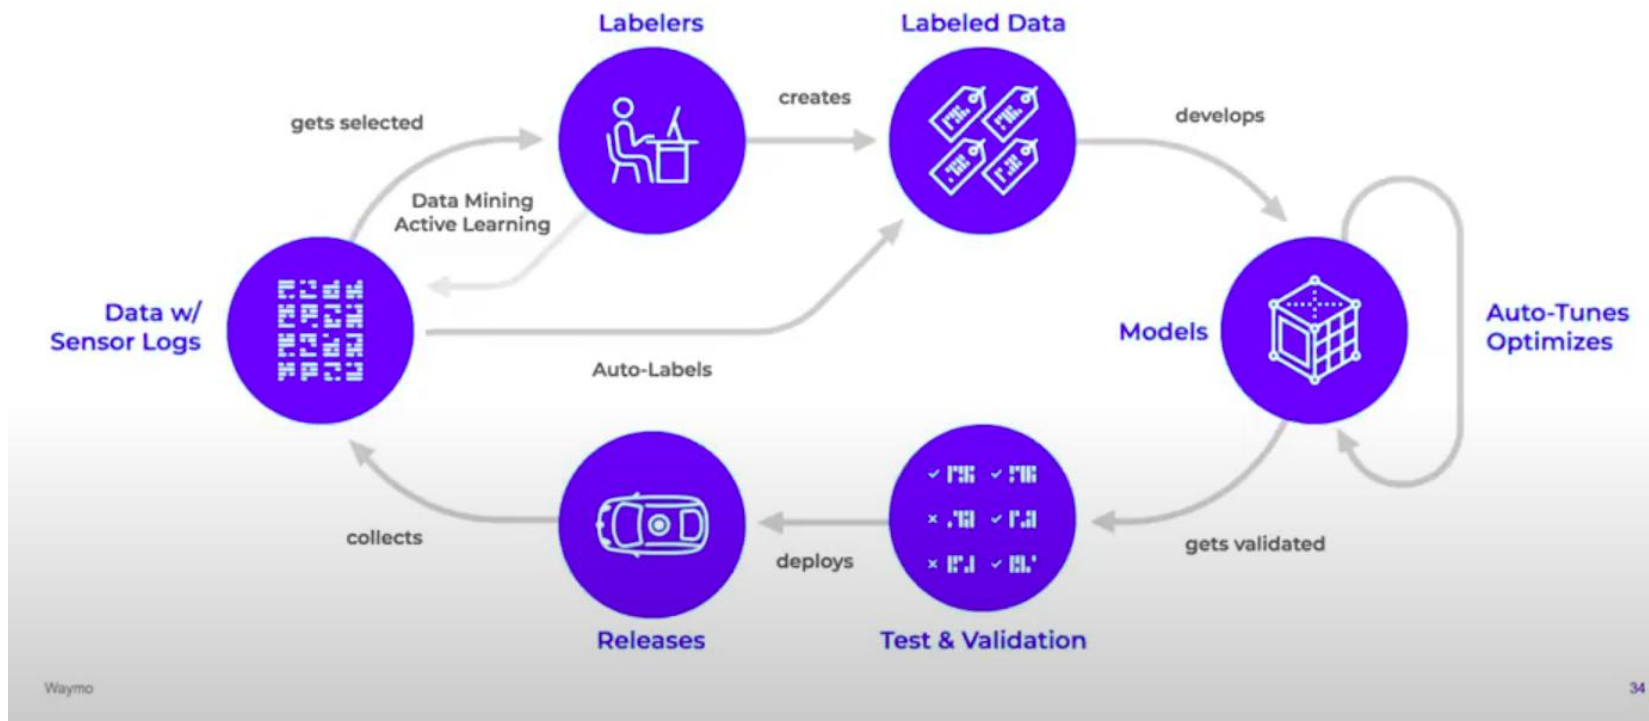 Labelers
Labeled Data
creates
develops
gets selected
Data Mining
Active Learning
Data w/
Sensor Logs
Models
Auto-Tunes
Optimizes
Auto-Labels
collects
deploys
gets validated
Releases
Test & Validation
Waymo
34